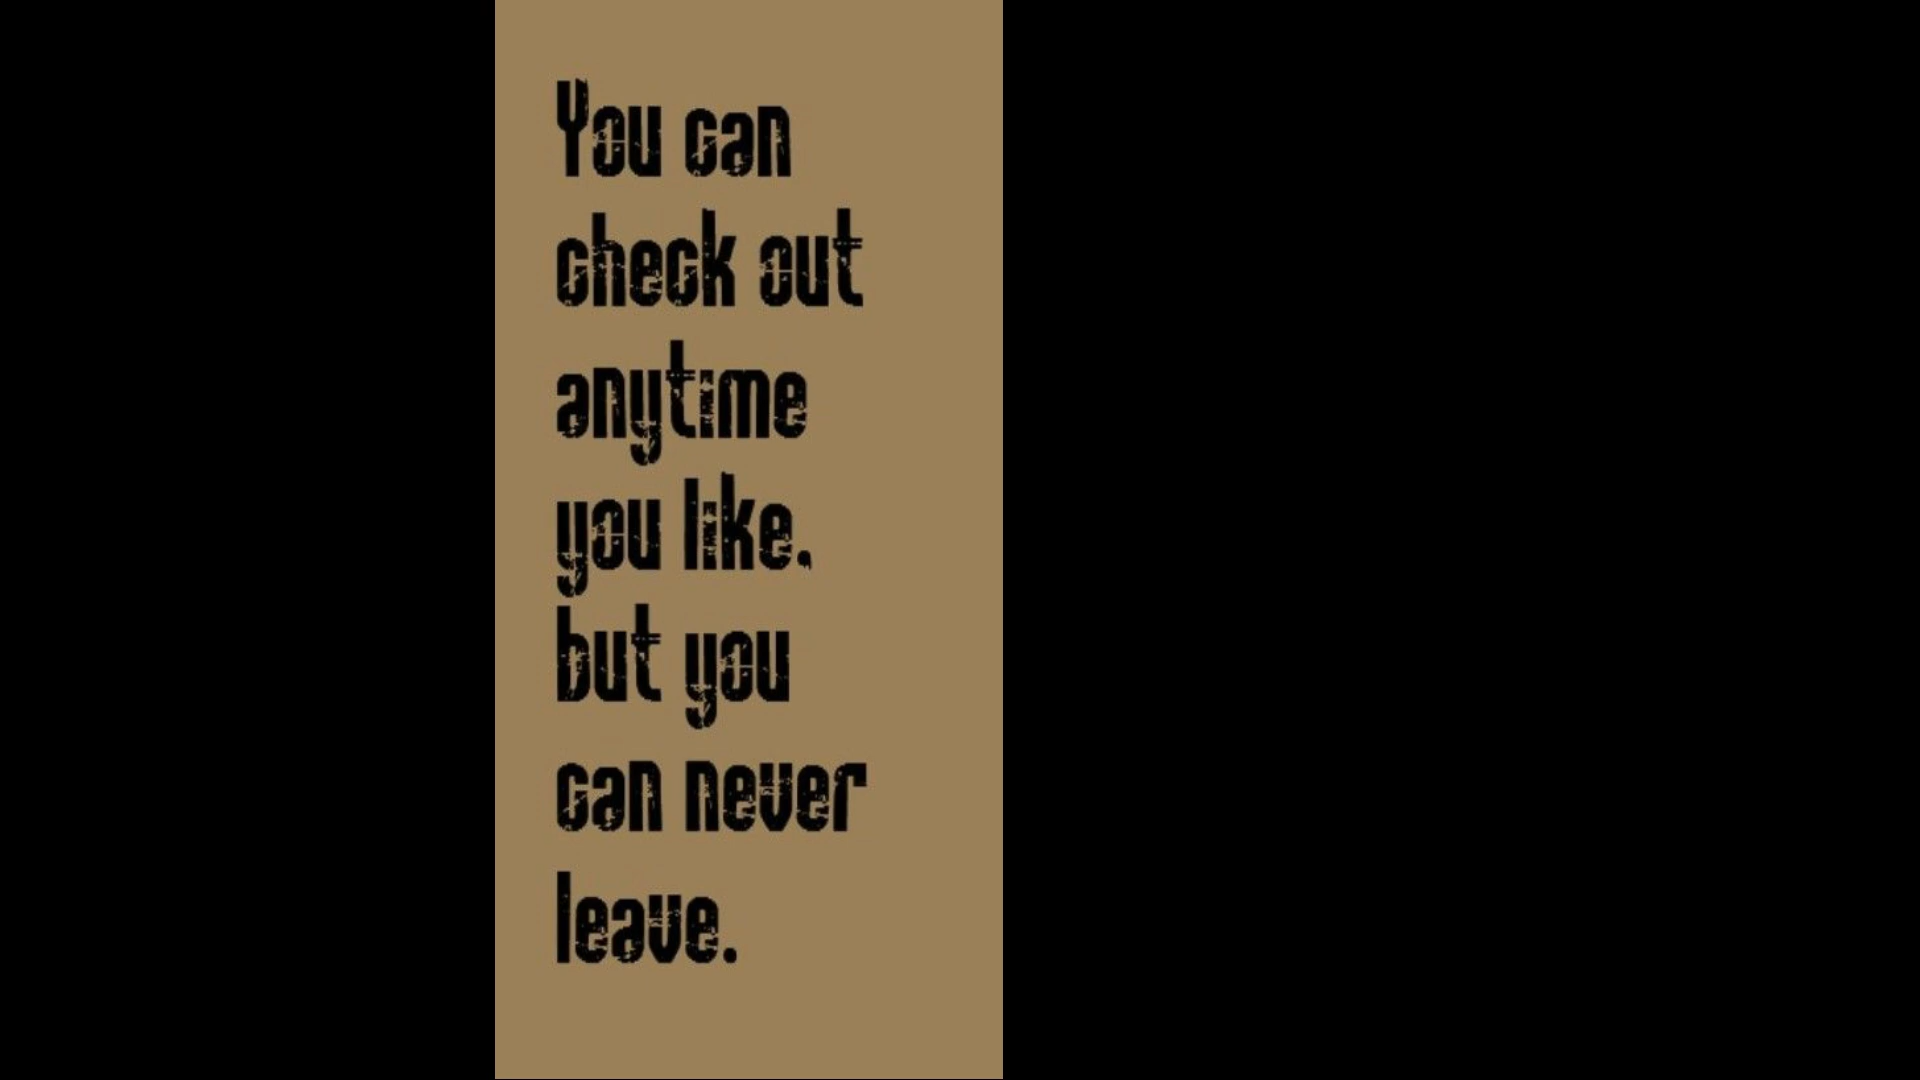 You can
check out
anytime
you like,
but you
can never
leave.